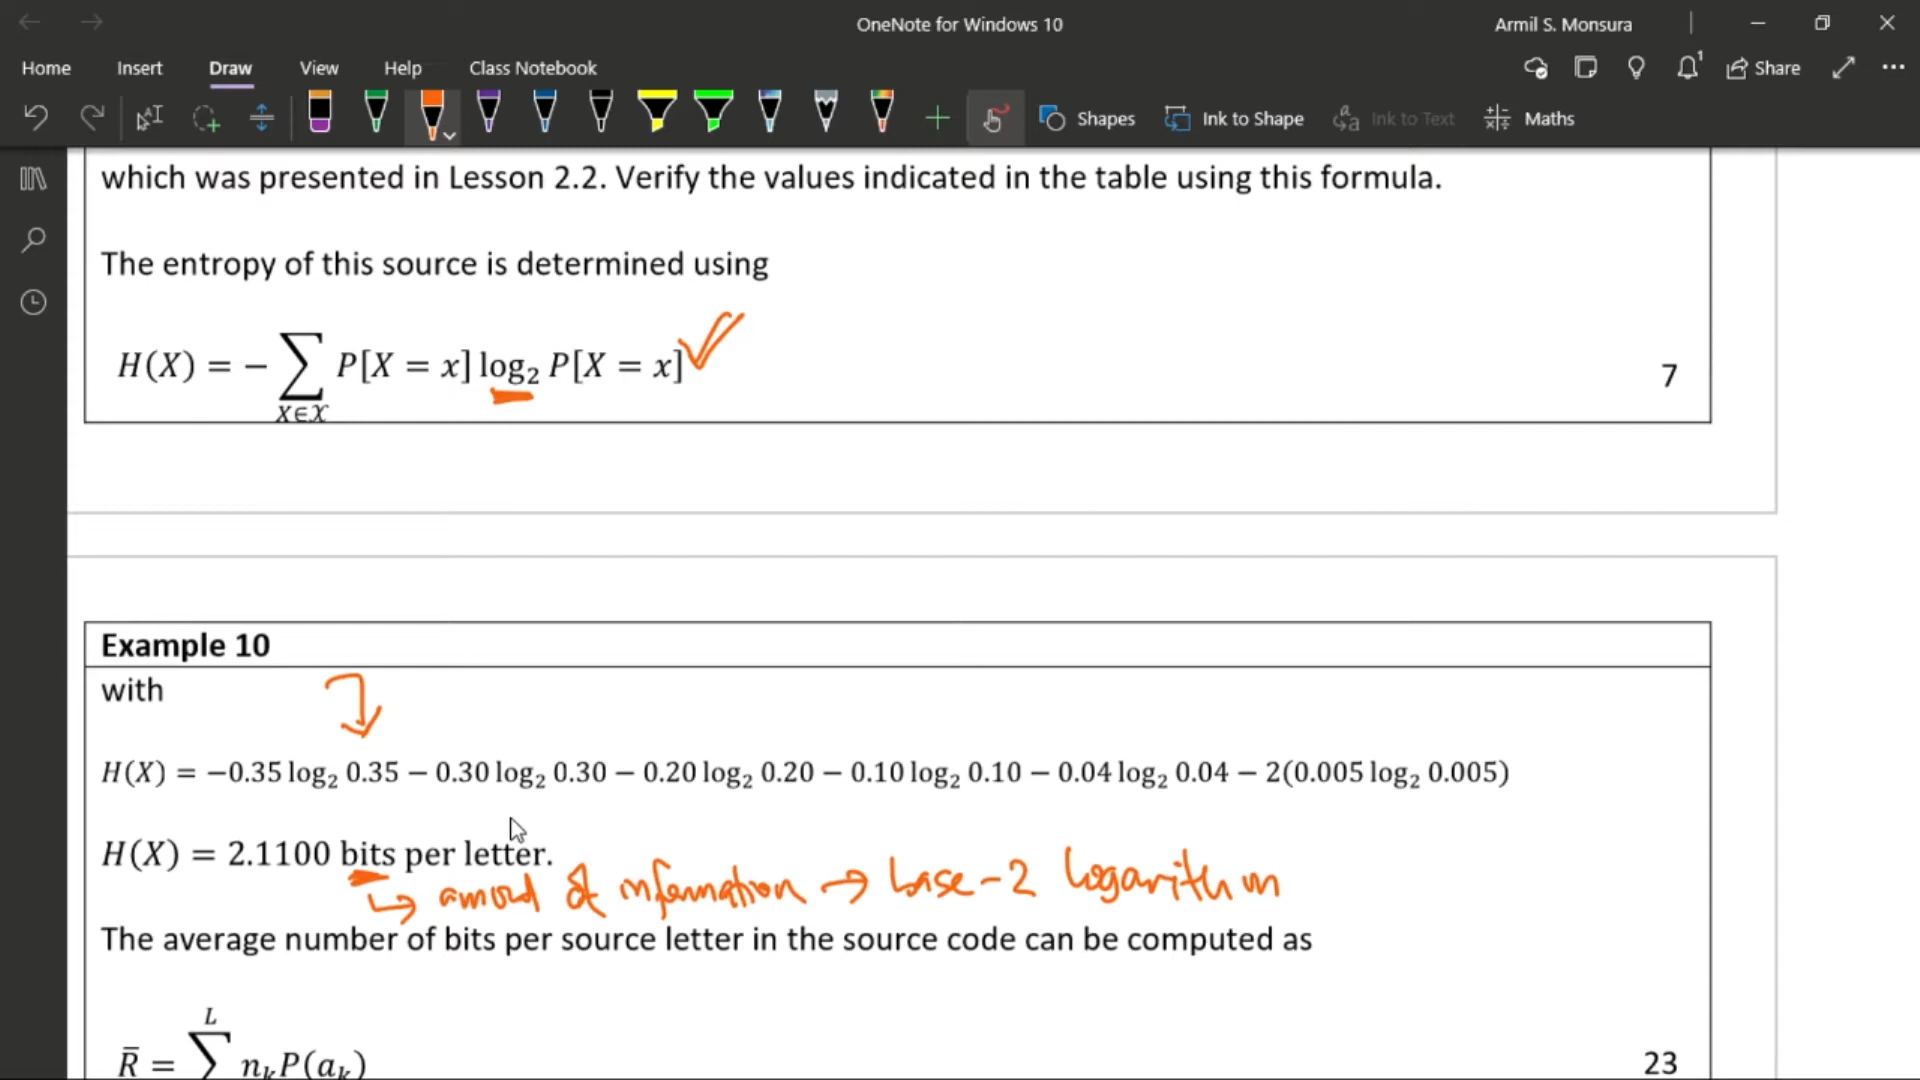 OneNote for Windows 10
Armil S. Monsura
Home Insert Draw View Help Class Notebook
Share
Shapes Ink to Shape Ink to Text Maths
which was presented in Lesson 2.2. Verify the values indicated in the table using this formula.
The entropy of this source is determined using
H(X) = − ∑ P[X = x] log₂ P[X = x]
X∈𝒳
7
Example 10
with
H(X) = −0.35 log₂ 0.35 − 0.30 log₂ 0.30 − 0.20 log₂ 0.20 − 0.10 log₂ 0.10 − 0.04 log₂ 0.04 − 2(0.005 log₂ 0.005)
H(X) = 2.1100 bits per letter.
↳ amount of information → base-2 logarithm
The average number of bits per source letter in the source code can be computed as
L
R̄ = ∑ nₖP(aₖ)
23